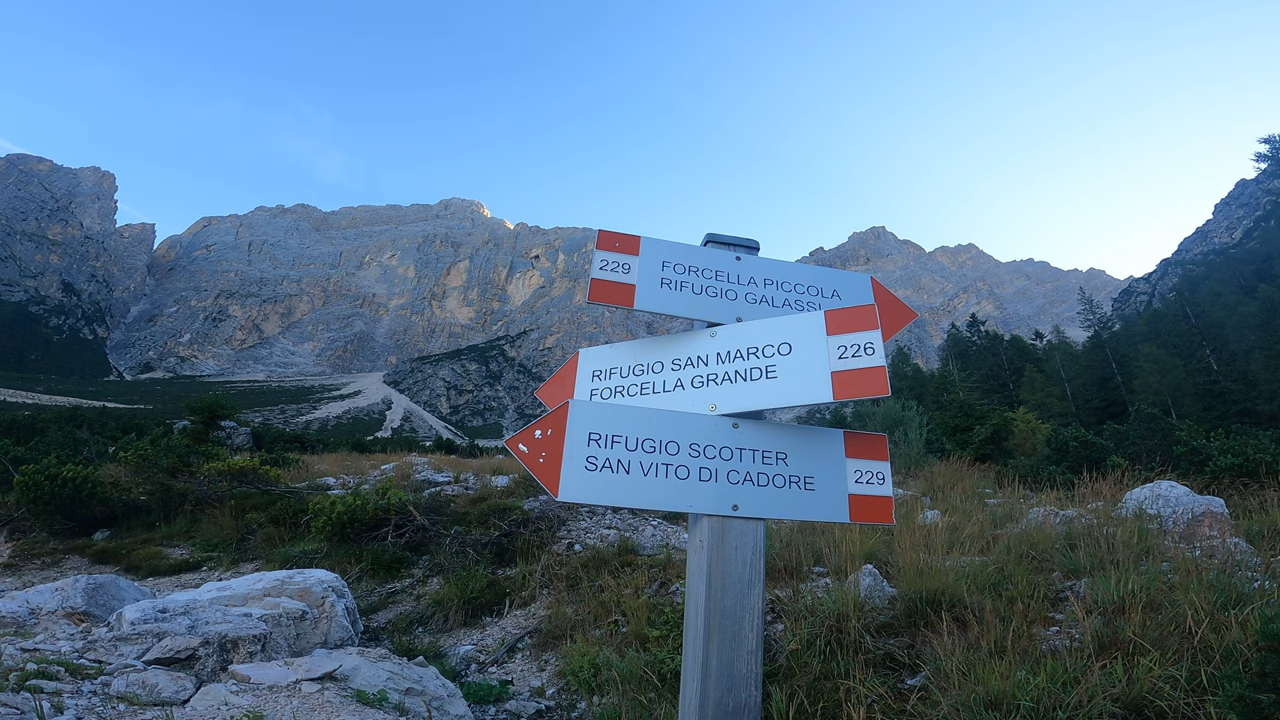 229
FORCELLA PICCOLA
RIFUGIO GALASSI
RIFUGIO SAN MARCO
FORCELLA GRANDE
226
RIFUGIO SCOTTER
SAN VITO DI CADORE
229